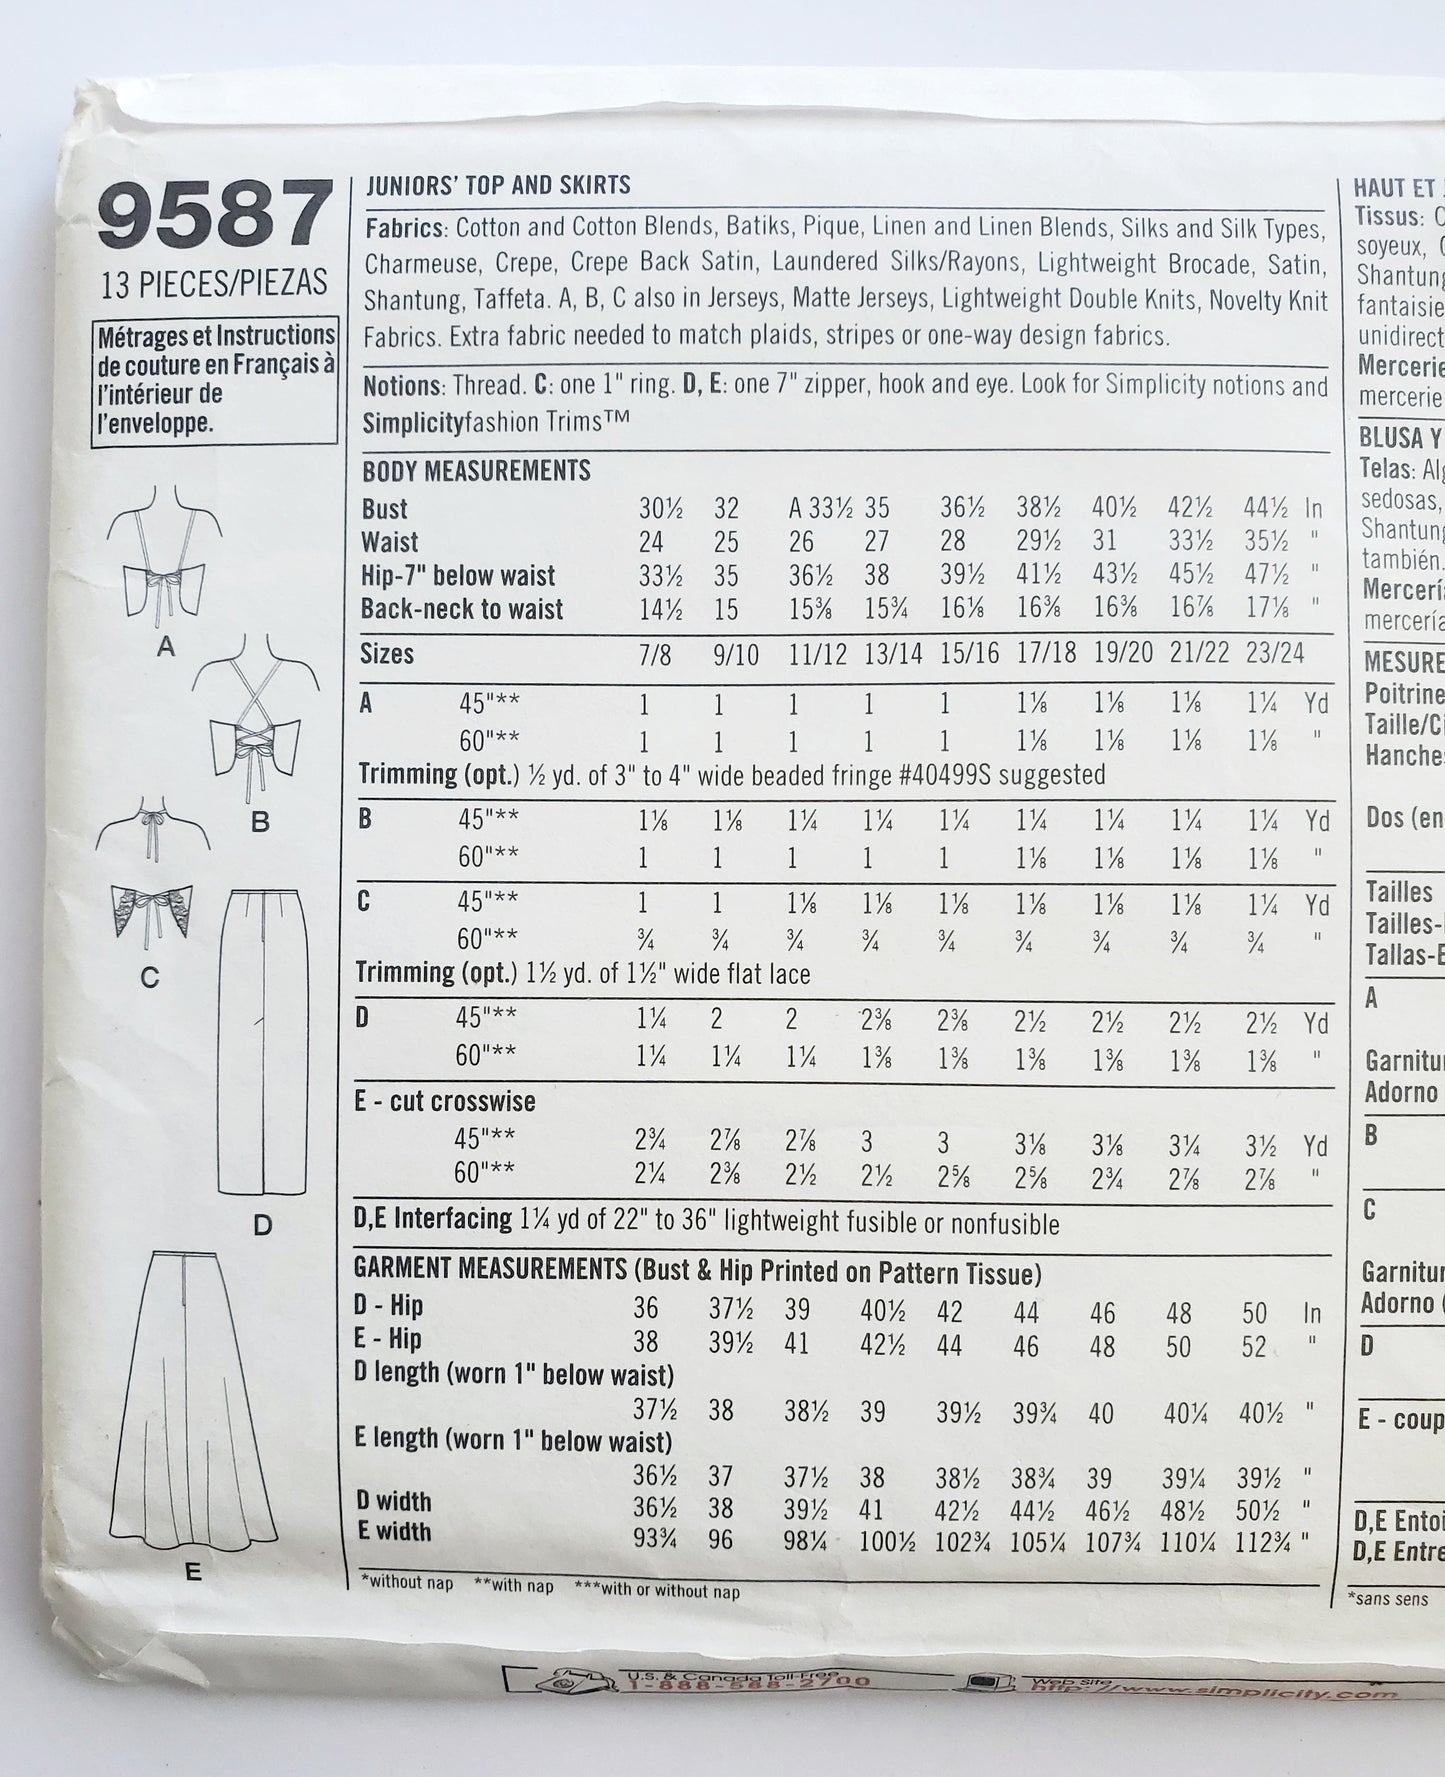 9587
13 PIECES/PIEZAS
Métrages et Instructions
de couture en Français à
l'intérieur de
l'enveloppe.
A
B
C
D
E
JUNIORS' TOP AND SKIRTS
Fabrics: Cotton and Cotton Blends, Batiks, Pique, Linen and Linen Blends, Silks and Silk Types,
Charmeuse, Crepe, Crepe Back Satin, Laundered Silks/Rayons, Lightweight Brocade, Satin,
Shantung, Taffeta. A, B, C also in Jerseys, Matte Jerseys, Lightweight Double Knits, Novelty Knit
Fabrics. Extra fabric needed to match plaids, stripes or one-way design fabrics.
Notions: Thread. C: one 1" ring. D, E: one 7" zipper, hook and eye. Look for Simplicity notions and
Simplicityfashion Trims™
BODY MEASUREMENTS
Bust 30½ 32 A 33½ 35 36½ 38½ 40½ 42½ 44½ In
Waist 24 25 26 27 28 29½ 31 33½ 35½ "
Hip-7" below waist 33½ 35 36½ 38 39½ 41½ 43½ 45½ 47½ "
Back-neck to waist 14½ 15 15⅜ 15¾ 16⅛ 16⅜ 16⅝ 16⅞ 17⅛ "
Sizes 7/8 9/10 11/12 13/14 15/16 17/18 19/20 21/22 23/24
A 45"** 1 1 1 1 1 1⅛ 1⅛ 1⅛ 1¼ Yd
60"** 1 1 1 1 1 1⅛ 1⅛ 1⅛ 1⅛ "
Trimming (opt.) ½ yd. of 3" to 4" wide beaded fringe #40499S suggested
B 45"** 1⅛ 1⅛ 1¼ 1¼ 1¼ 1¼ 1¼ 1¼ 1¼ Yd
60"** 1 1 1 1 1 1⅛ 1⅛ 1⅛ 1⅛ "
C 45"** 1 1 1⅛ 1⅛ 1⅛ 1⅛ 1⅛ 1⅛ 1¼ Yd
60"** ¾ ¾ ¾ ¾ ¾ ¾ ¾ ¾ ¾ "
Trimming (opt.) 1½ yd. of 1½" wide flat lace
D 45"** 1¼ 2 2 2⅜ 2⅜ 2½ 2½ 2½ 2½ Yd
60"** 1¼ 1¼ 1¼ 1⅜ 1⅜ 1⅜ 1⅜ 1⅜ 1⅜ "
E - cut crosswise
45"** 2¾ 2⅞ 2⅞ 3 3 3⅛ 3⅛ 3¼ 3½ Yd
60"** 2¼ 2⅜ 2½ 2½ 2⅝ 2⅝ 2¾ 2⅞ 2⅞ "
D,E Interfacing 1¼ yd of 22" to 36" lightweight fusible or nonfusible
GARMENT MEASUREMENTS (Bust & Hip Printed on Pattern Tissue)
D - Hip 36 37½ 39 40½ 42 44 46 48 50 In
E - Hip 38 39½ 41 42½ 44 46 48 50 52 "
D length (worn 1" below waist)
37½ 38 38½ 39 39½ 39¾ 40 40¼ 40½ "
E length (worn 1" below waist)
36½ 37 37½ 38 38½ 38¾ 39 39¼ 39½ "
D width 36½ 38 39½ 41 42½ 44½ 46½ 48½ 50½ "
E width 93¾ 96 98¼ 100½ 102¾ 105¼ 107¾ 110¼ 112¾ "
*without nap **with nap ***with or without nap
HAUT ET
Tissus:
soyeux,
Shantung
fantaisie
unidirect
Mercerie
mercerie
BLUSA Y
Telas: Alg
sedosas,
Shantung
también.
Mercería
mercería
MESURE
Poitrine
Taille/Ci
Hanches
Dos (en
Tailles
Tailles-
Tallas-E
A
Garnitur
Adorno
B
C
Garnitur
Adorno (
D
E - coup
D,E Entoi
D,E Entre
*sans sens
U.S. & Canada Toll-Free
1-888-588-2700
Web Site
http://www.simplicity.com